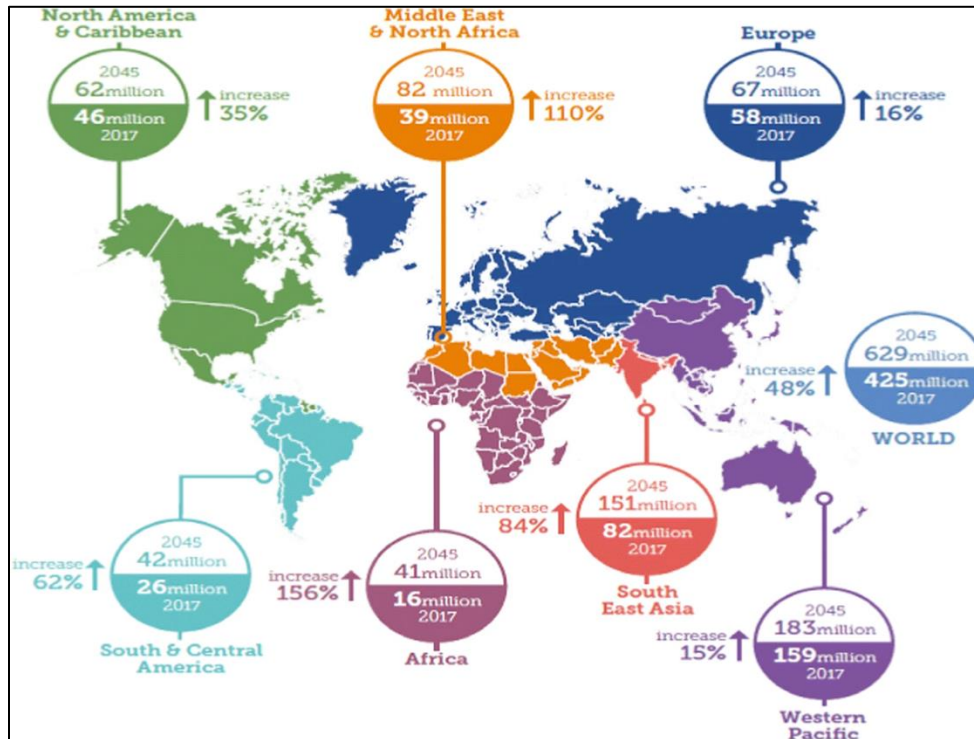 North America
& Caribbean
2045
62million
46million
2017
increase
35%
Middle East
& North Africa
2045
82 million
39million
2017
increase
110%
Europe
2045
67million
58million
2017
increase
16%
2045
629million
425million
2017
WORLD
increase
48%
2045
42million
26million
2017
increase
62%
South & Central
America
2045
41million
16million
2017
increase
156%
Africa
2045
151million
82million
2017
increase
84%
South
East Asia
2045
183million
159million
2017
increase
15%
Western
Pacific